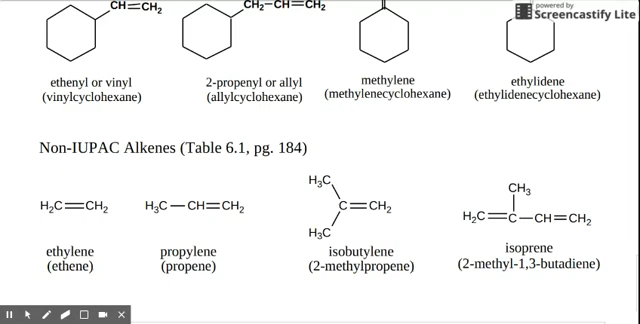 CH=CH2
CH2-CH=CH2
powered by
Screencastify Lite
ethenyl or vinyl
(vinylcyclohexane)
2-propenyl or allyl
(allylcyclohexane)
methylene
(methylenecyclohexane)
ethylidene
(ethylidenecyclohexane)
Non-IUPAC Alkenes (Table 6.1, pg. 184)
H2C=CH2
ethylene
(ethene)
H3C—CH=CH2
propylene
(propene)
H3C
C=CH2
H3C
isobutylene
(2-methylpropene)
CH3
H2C=C—CH=CH2
isoprene
(2-methyl-1,3-butadiene)